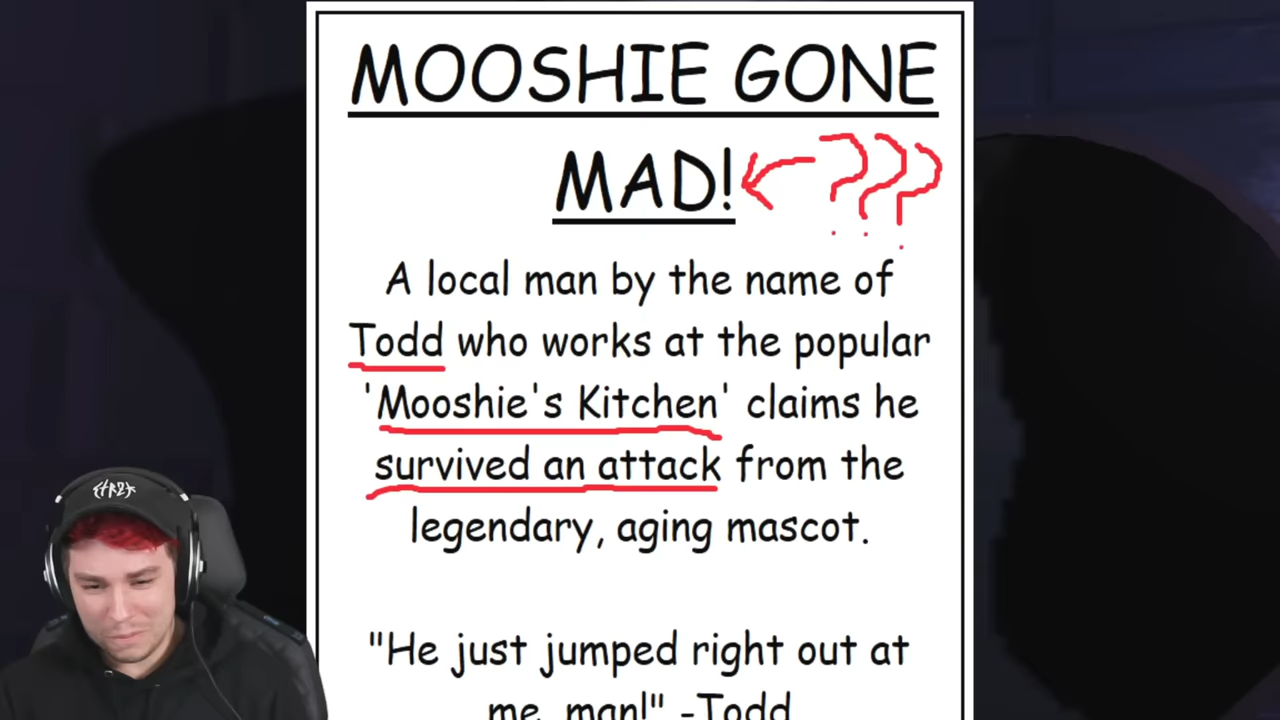 MOOSHIE GONE
MAD! ← ???
A local man by the name of
Todd who works at the popular
'Mooshie's Kitchen' claims he
survived an attack from the
legendary, aging mascot.
"He just jumped right out at
me, man!" -Todd